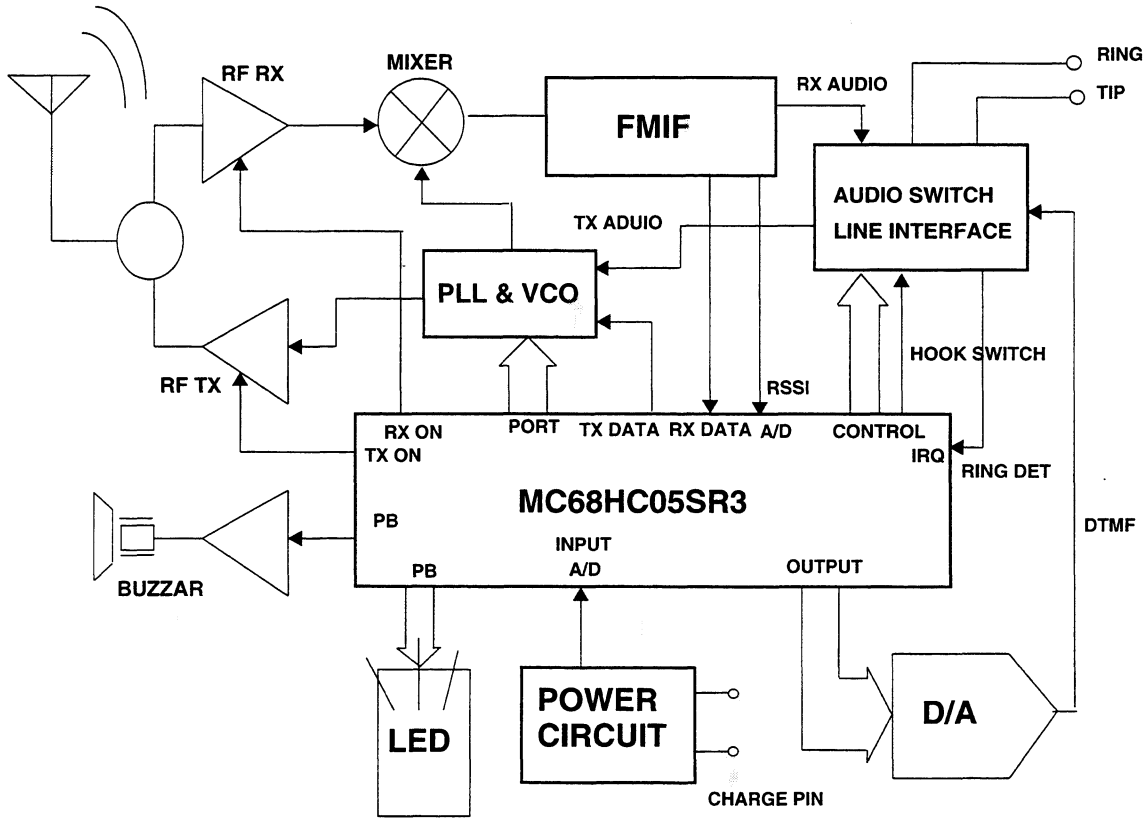 RING
MIXER
RF RX
RX AUDIO
TIP
FMIF
AUDIO SWITCH
LINE INTERFACE
TX ADUIO
PLL & VCO
HOOK SWITCH
RF TX
RSSI
RX ON
PORT
TX DATA
RX DATA
A/D
CONTROL
TX ON
IRQ
RING DET
MC68HC05SR3
PB
DTMF
INPUT
A/D
OUTPUT
PB
BUZZAR
POWER
CIRCUIT
D/A
LED
CHARGE PIN